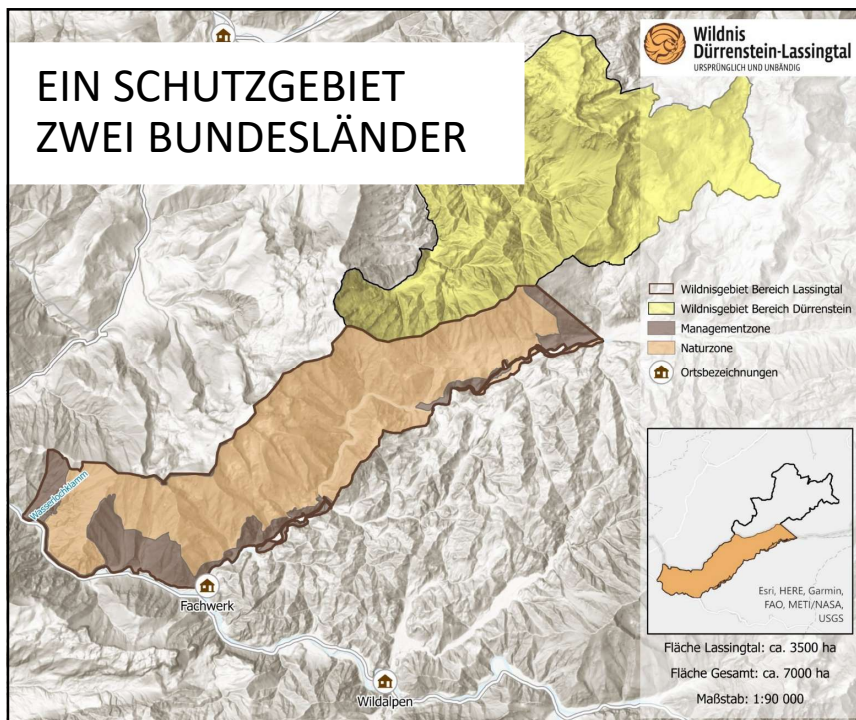 EIN SCHUTZGEBIET
ZWEI BUNDESLÄNDER
Wildnis
Dürrenstein-Lassingtal
URSPRÜNGLICH UND UNBÄNDIG
Wildnisgebiet Bereich Lassingtal
Wildnisgebiet Bereich Dürrenstein
Managementzone
Naturzone
Ortsbezeichnungen
Wasserlochklamm
Fachwerk
Wildalpen
Esri, HERE, Garmin,
FAO, METI/NASA,
USGS
Fläche Lassingtal: ca. 3500 ha
Fläche Gesamt: ca. 7000 ha
Maßstab: 1:90 000